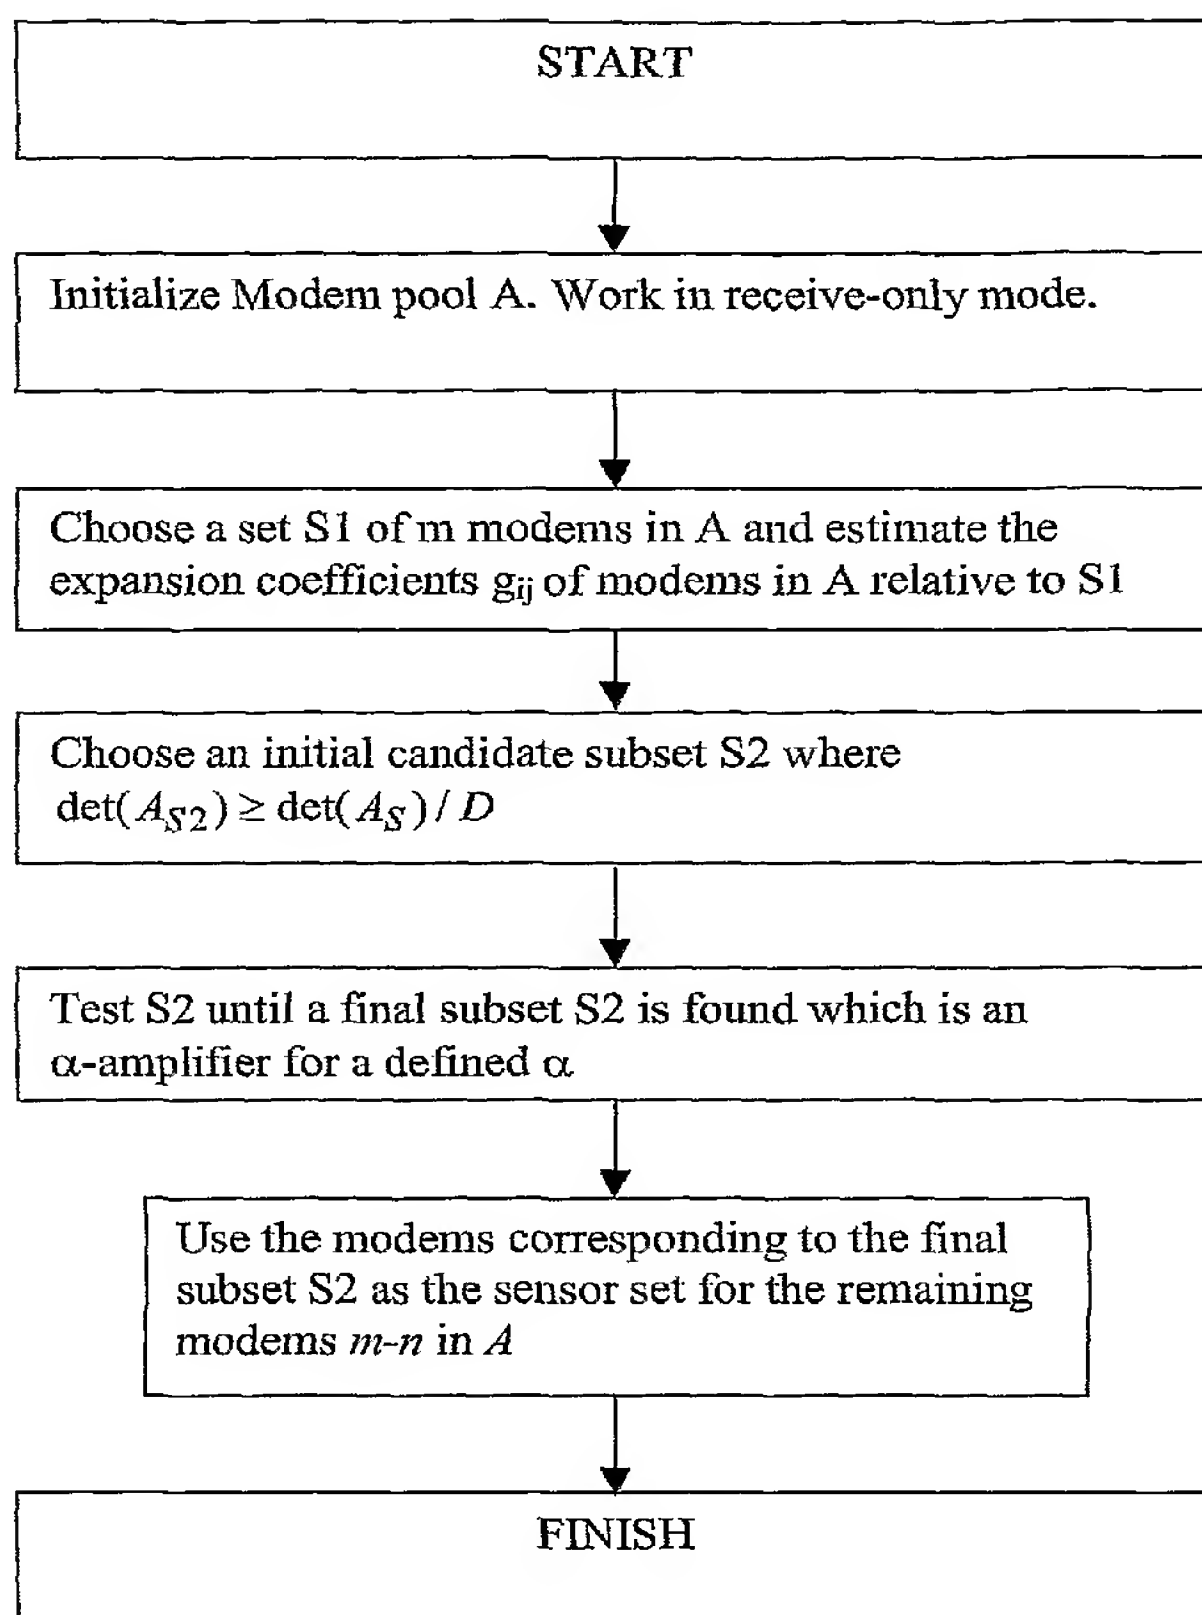 START
Initialize Modem pool A. Work in receive-only mode.
Choose a set S1 of m modems in A and estimate the
expansion coefficients gij of modems in A relative to S1
Choose an initial candidate subset S2 where
det(AS2) ≥ det(AS) / D
Test S2 until a final subset S2 is found which is an
α-amplifier for a defined α
Use the modems corresponding to the final
subset S2 as the sensor set for the remaining
modems m-n in A
FINISH